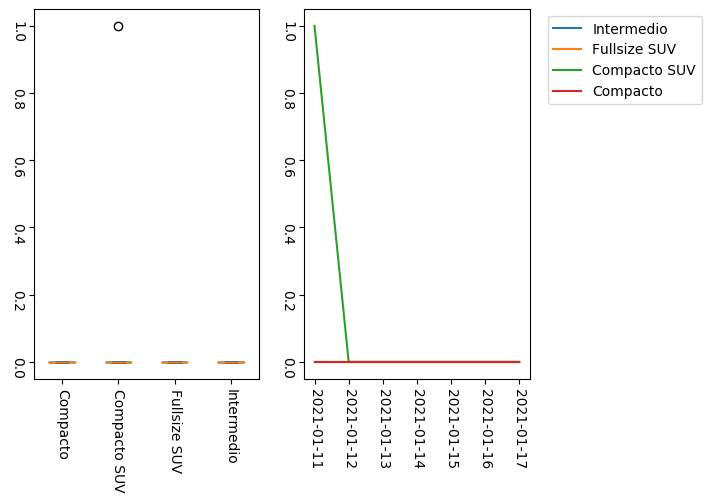 1.0
0.8
0.6
0.4
0.2
0.0
Compacto
Compacto SUV
Fullsize SUV
Intermedio
1.0
0.8
0.6
0.4
0.2
0.0
2021-01-11
2021-01-12
2021-01-13
2021-01-14
2021-01-15
2021-01-16
2021-01-17
Intermedio
Fullsize SUV
Compacto SUV
Compacto